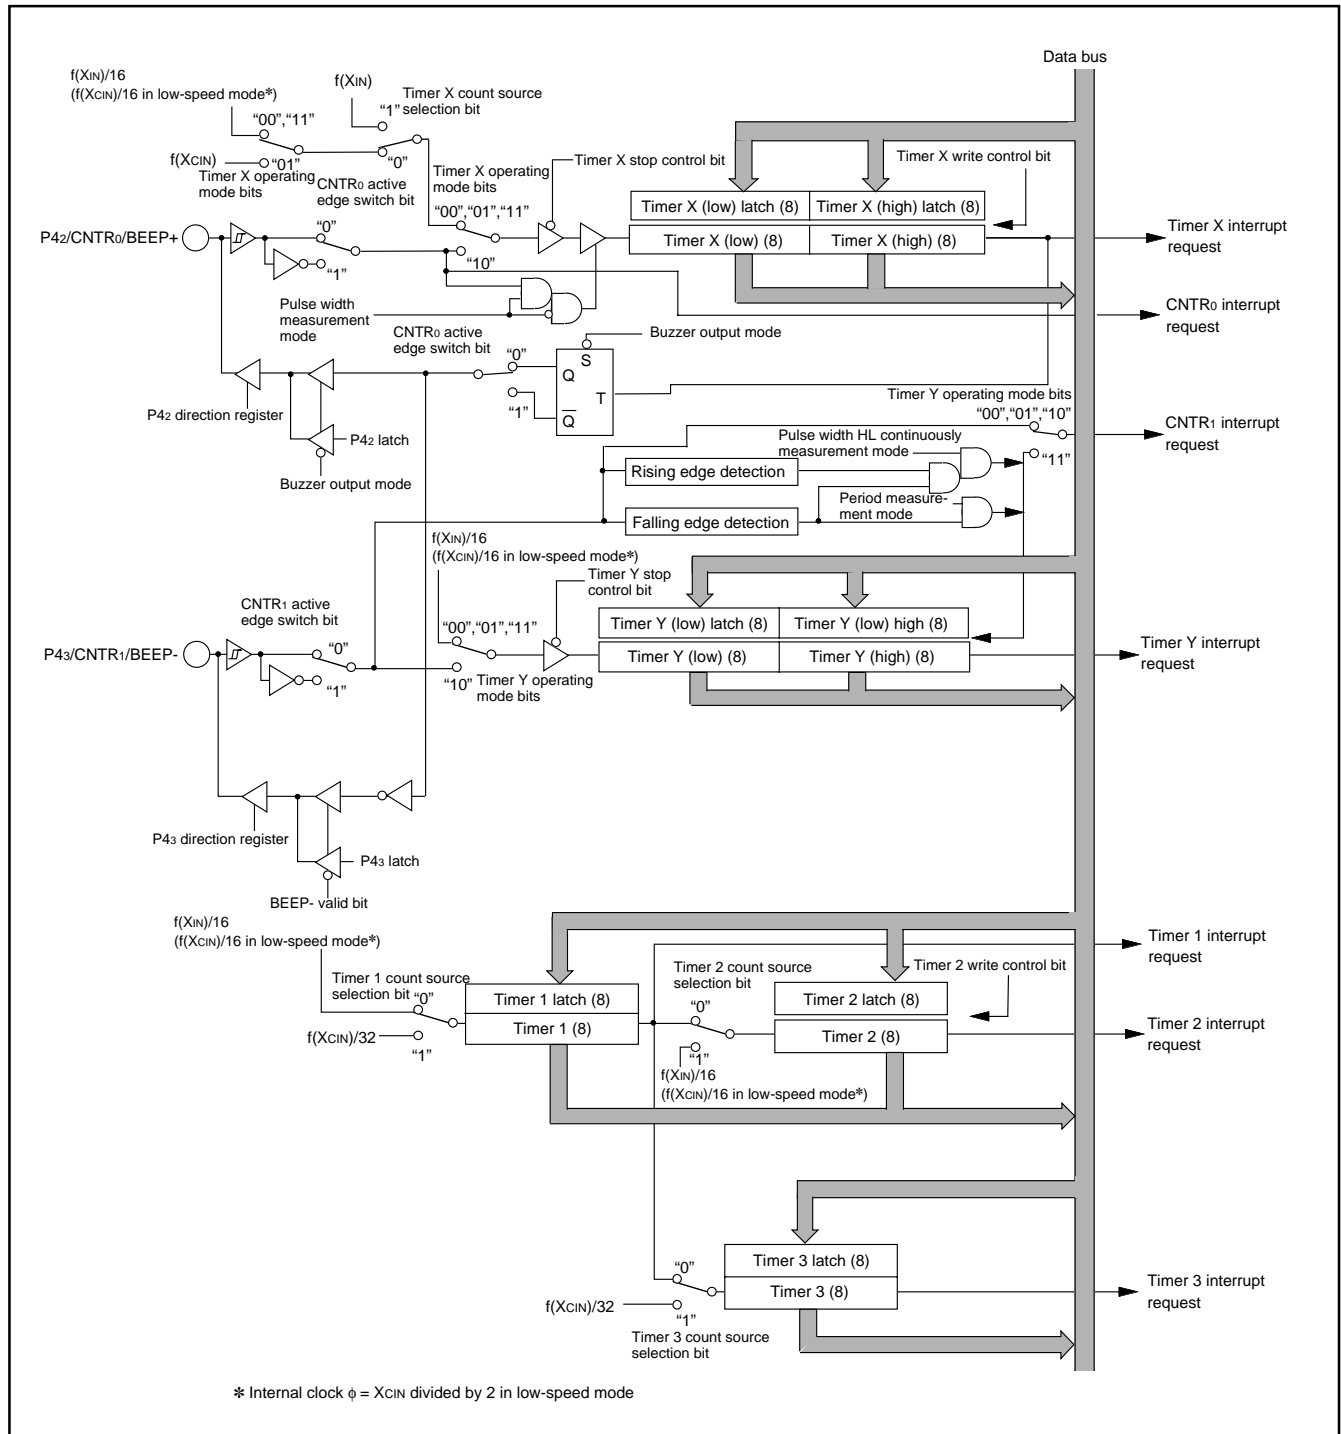 Data bus
f(XIN)/16
(f(XCIN)/16 in low-speed mode*)
f(XIN)
Timer X count source
selection bit
“1”
“00”,“11”
f(XCIN)
“01”
“0”
Timer X operating
mode bits
CNTR0 active
edge switch bit
Timer X operating
mode bits
Timer X stop control bit
Timer X write control bit
“00”,“01”,“11”
Timer X (low) latch (8)
Timer X (high) latch (8)
P42/CNTR0/BEEP+
“0”
“1”
“10”
Timer X (low) (8)
Timer X (high) (8)
Timer X interrupt
request
Pulse width
measurement
mode
CNTR0 interrupt
request
CNTR0 active
edge switch bit
Buzzer output mode
“0”
“1”
S
Q
T
Q
P42 direction register
P42 latch
Buzzer output mode
Timer Y operating mode bits
“00”,“01”,“10”
CNTR1 interrupt
request
Pulse width HL continuously
measurement mode
“11”
Rising edge detection
Period measure-
ment mode
Falling edge detection
f(XIN)/16
(f(XCIN)/16 in low-speed mode*)
Timer Y stop
control bit
CNTR1 active
edge switch bit
“00”,“01”,“11”
Timer Y (low) latch (8)
Timer Y (low) high (8)
P43/CNTR1/BEEP-
“0”
“1”
“10”
Timer Y operating
mode bits
Timer Y (low) (8)
Timer Y (high) (8)
Timer Y interrupt
request
P43 direction register
P43 latch
BEEP- valid bit
f(XIN)/16
(f(XCIN)/16 in low-speed mode*)
Timer 1 interrupt
request
Timer 1 count source
selection bit
“0”
Timer 1 latch (8)
Timer 1 (8)
f(XCIN)/32
“1”
Timer 2 count source
selection bit
“0”
Timer 2 write control bit
Timer 2 latch (8)
Timer 2 (8)
“1”
f(XIN)/16
(f(XCIN)/16 in low-speed mode*)
Timer 2 interrupt
request
Timer 3 latch (8)
Timer 3 (8)
“0”
f(XCIN)/32
“1”
Timer 3 count source
selection bit
Timer 3 interrupt
request
* Internal clock ϕ = XCIN divided by 2 in low-speed mode